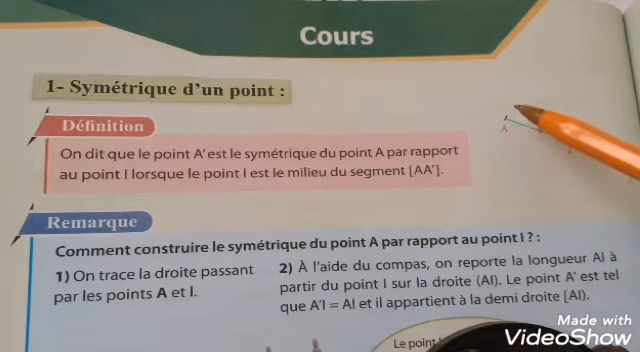 Cours
1- Symétrique d'un point :
Définition
On dit que le point A' est le symétrique du point A par rapport
au point I lorsque le point I est le milieu du segment [AA'].
A
Remarque
Comment construire le symétrique du point A par rapport au point I ? :
1) On trace la droite passant
par les points A et I.
2) À l'aide du compas, on reporte la longueur AI à
partir du point I sur la droite (AI). Le point A' est tel
que A'I = AI et il appartient à la demi droite [AI).
Le point
Made with
VideoShow